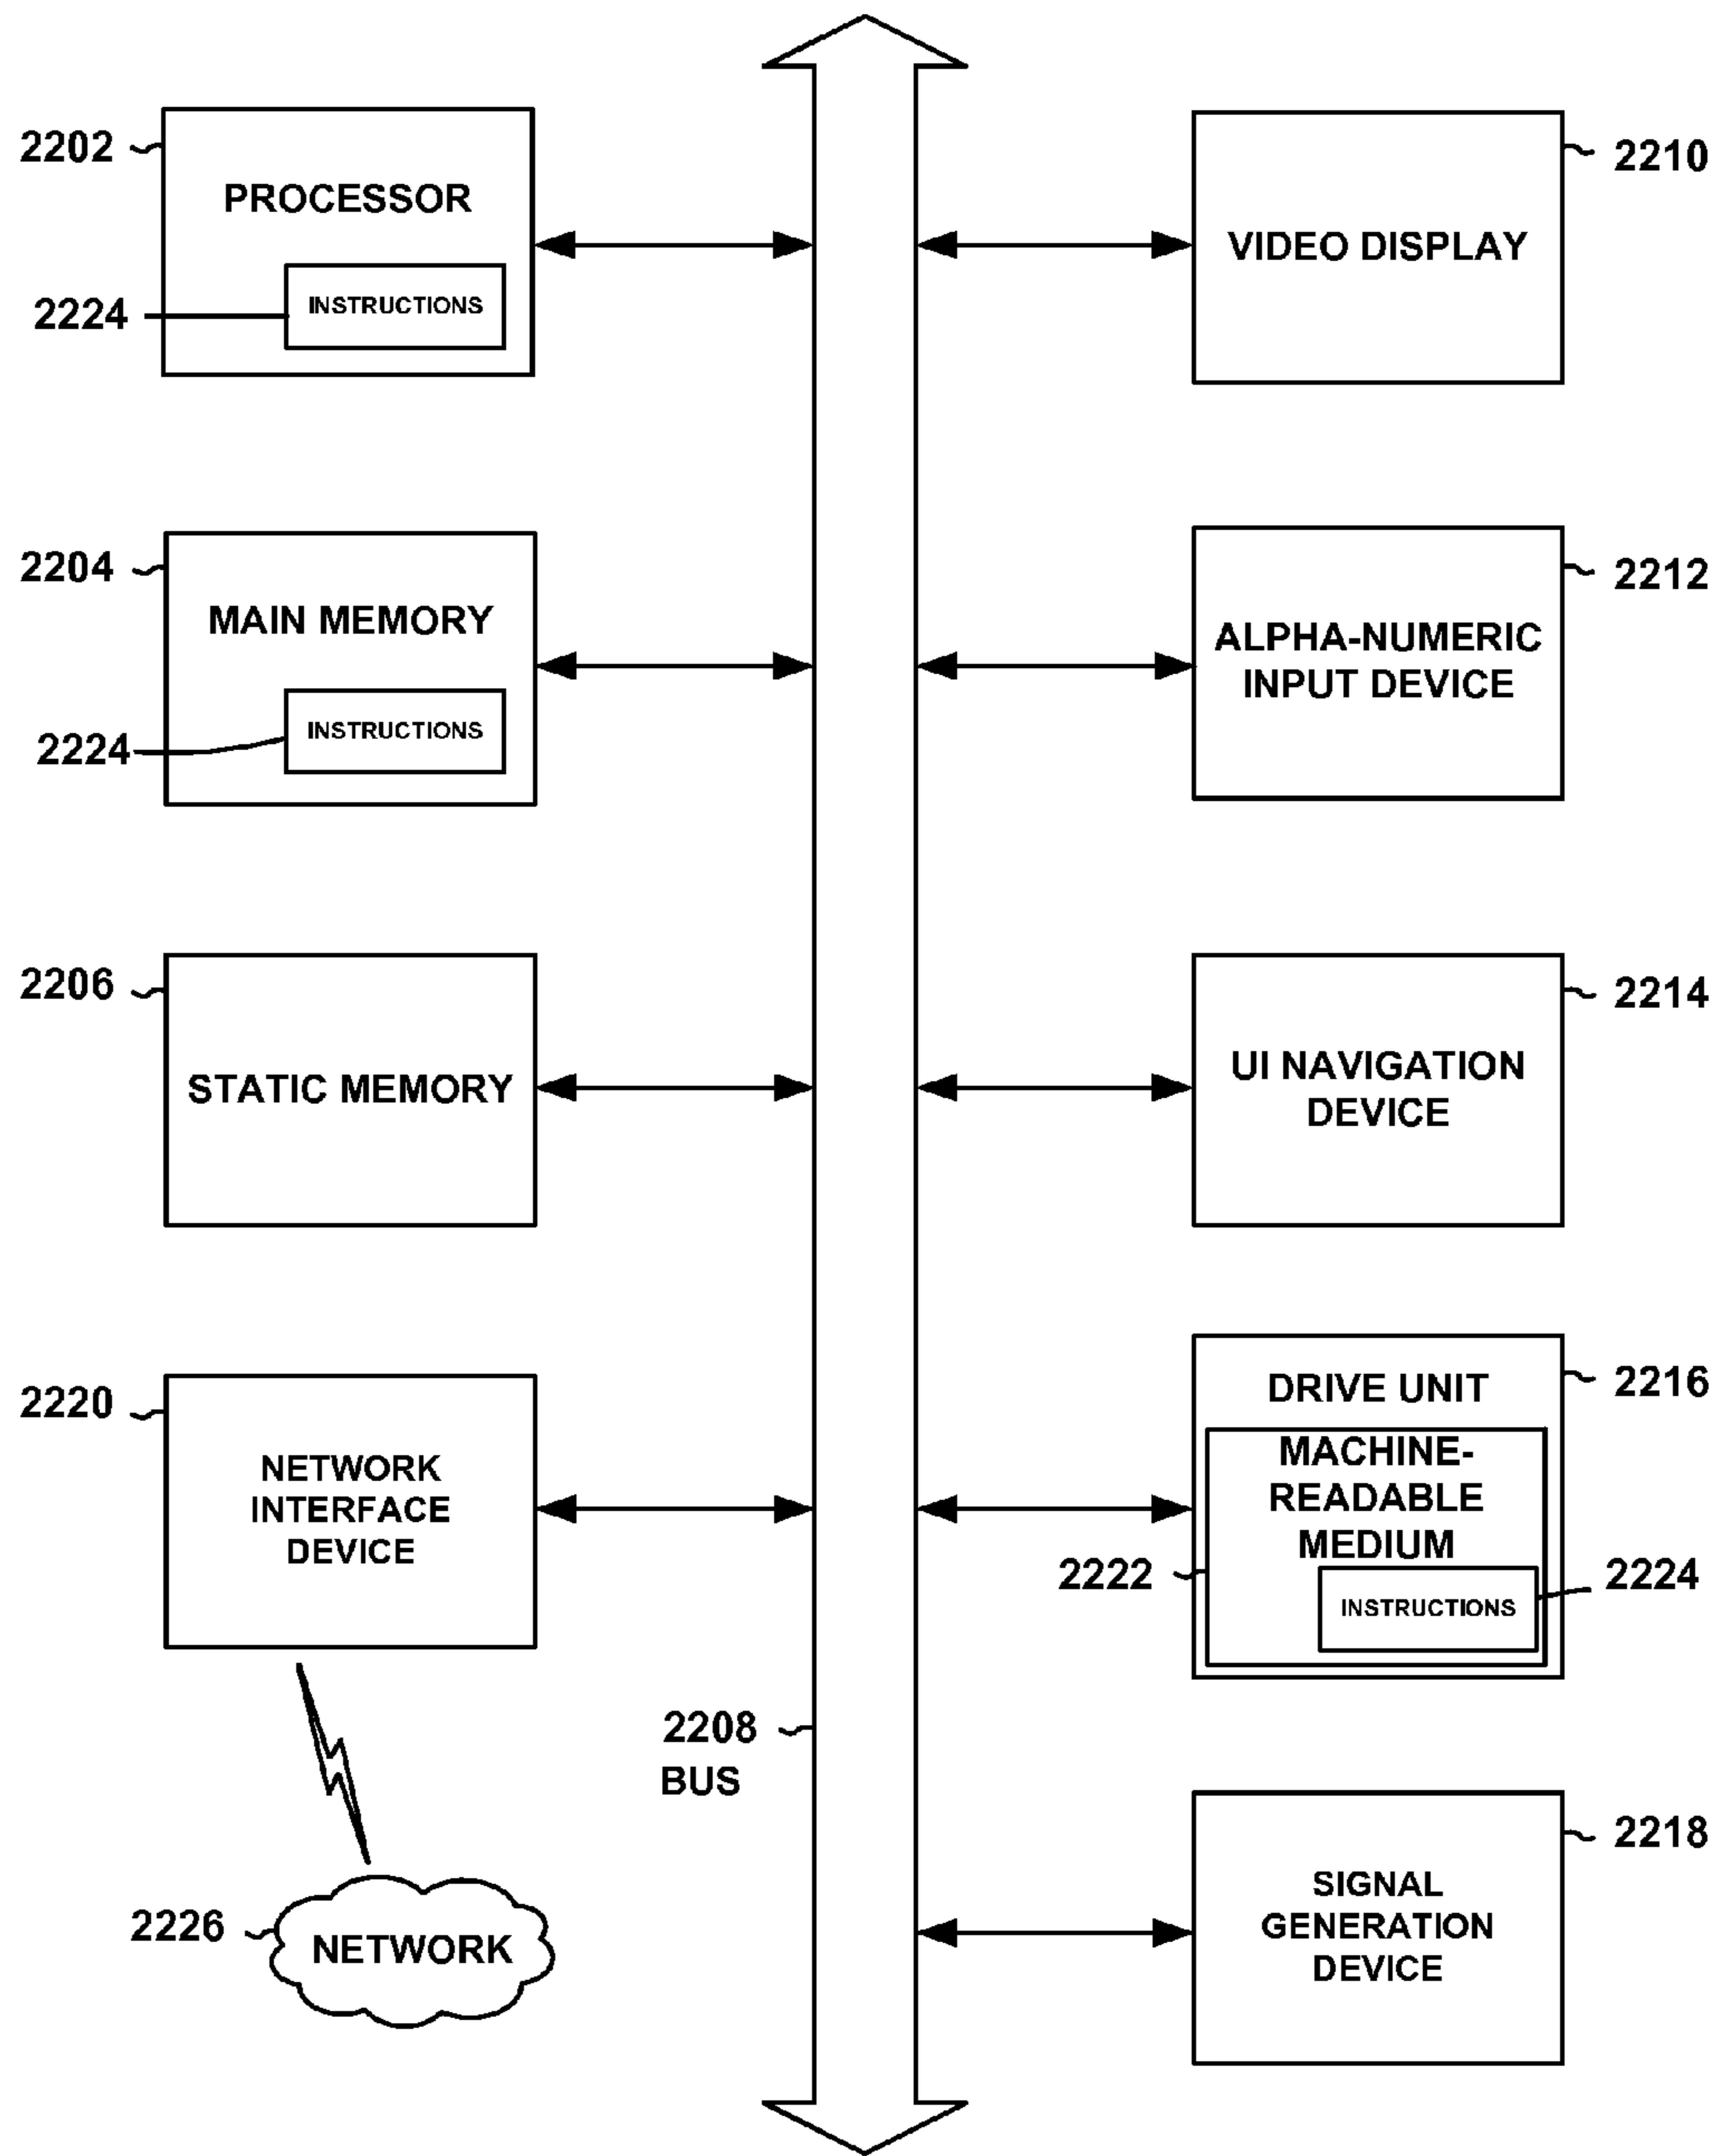 2202
PROCESSOR
INSTRUCTIONS
2224
2204
MAIN MEMORY
INSTRUCTIONS
2224
2206
STATIC MEMORY
2220
NETWORK
INTERFACE
DEVICE
2226
NETWORK
2208
BUS
2210
VIDEO DISPLAY
2212
ALPHA-NUMERIC
INPUT DEVICE
2214
UI NAVIGATION
DEVICE
2216
DRIVE UNIT
MACHINE-
READABLE
MEDIUM
2222
2224
INSTRUCTIONS
2218
SIGNAL
GENERATION
DEVICE